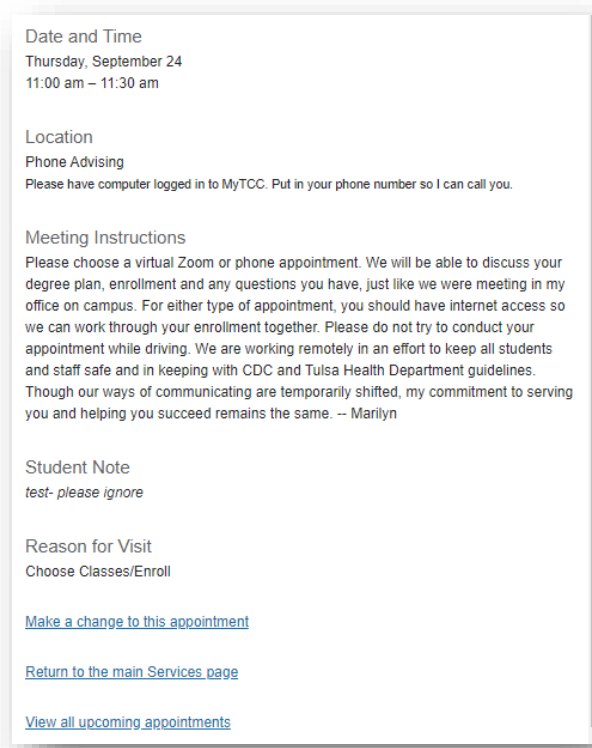 Date and Time
Thursday, September 24
11:00 am – 11:30 am
Location
Phone Advising
Please have computer logged in to MyTCC. Put in your phone number so I can call you.
Meeting Instructions
Please choose a virtual Zoom or phone appointment. We will be able to discuss your
degree plan, enrollment and any questions you have, just like we were meeting in my
office on campus. For either type of appointment, you should have internet access so
we can work through your enrollment together. Please do not try to conduct your
appointment while driving. We are working remotely in an effort to keep all students
and staff safe and in keeping with CDC and Tulsa Health Department guidelines.
Though our ways of communicating are temporarily shifted, my commitment to serving
you and helping you succeed remains the same. -- Marilyn
Student Note
test- please ignore
Reason for Visit
Choose Classes/Enroll
Make a change to this appointment
Return to the main Services page
View all upcoming appointments